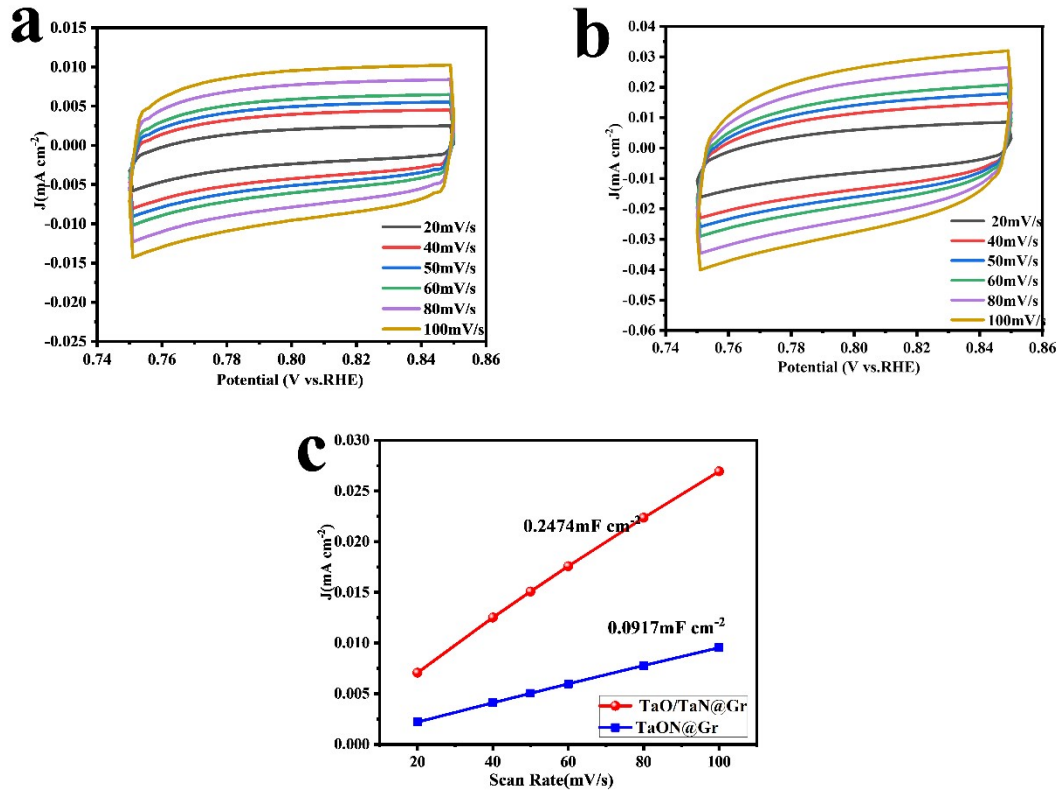 a
J(mA cm-2)
0.015
0.010
0.005
0.000
-0.005
-0.010
-0.015
-0.020
-0.025
20mV/s
40mV/s
50mV/s
60mV/s
80mV/s
100mV/s
0.74 0.76 0.78 0.80 0.82 0.84 0.86
Potential (V vs.RHE)
b
J(mA cm-2)
0.04
0.03
0.02
0.01
0.00
-0.01
-0.02
-0.03
-0.04
-0.06
20mV/s
40mV/s
50mV/s
60mV/s
80mV/s
100mV/s
0.74 0.76 0.78 0.80 0.82 0.84 0.86
Potential (V vs.RHE)
c
J(mA cm-2)
0.030
0.025
0.020
0.015
0.010
0.005
0.000
0.2474mF cm-2
0.0917mF cm-2
TaO/TaN@Gr
TaON@Gr
20 40 60 80 100
Scan Rate(mV/s)